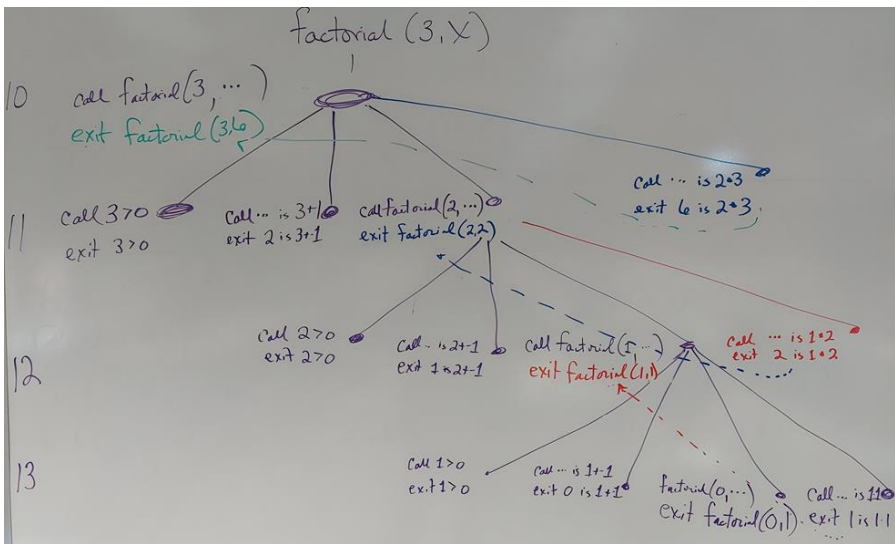 factorial (3, X)
10
call factorial(3, ...)
exit factorial(3,6)
call ... is 2*3
exit 6 is 2*3
11
call 3>0
exit 3>0
call ... is 3+-1
exit 2 is 3+-1
call factorial(2, ...)
exit factorial(2,2)
12
call 2>0
exit 2>0
call ... is 2+-1
exit 1 is 2+-1
call factorial(1, ...)
exit factorial(1,1)
call ... is 1*2
exit 2 is 1*2
13
call 1>0
exit 1>0
call ... is 1+-1
exit 0 is 1+-1
factorial(0, ...)
exit factorial(0,1)
call ... is 1·1
exit 1 is 1·1